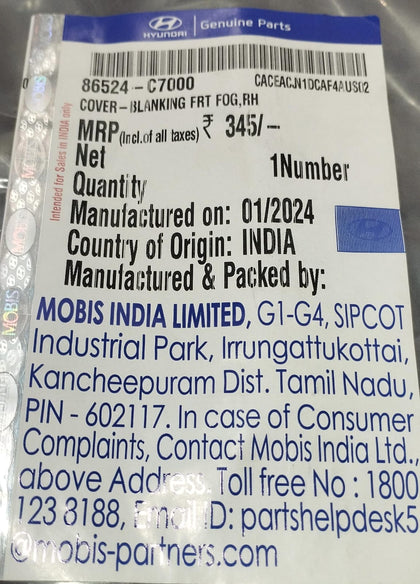 HYUNDAI | Genuine Parts
86524-C7000 CACEACJN1DCAF4AUS02
COVER-BLANKING FRT FOG,RH
MRP(Incl.of all taxes) ₹ 345/-
Net 1Number
Quantity
Manufactured on: 01/2024
Country of Origin: INDIA
Manufactured & Packed by:
MOBIS INDIA LIMITED, G1-G4, SIPCOT
Industrial Park, Irrungattukottai,
Kancheepuram Dist. Tamil Nadu,
PIN - 602117. In case of Consumer
Complaints, Contact Mobis India Ltd.,
above Address. Toll free No : 1800
123 8188, Email ID: partshelpdesk5
@mobis-partners.com
Intended for Sales in INDIA only
MOBIS